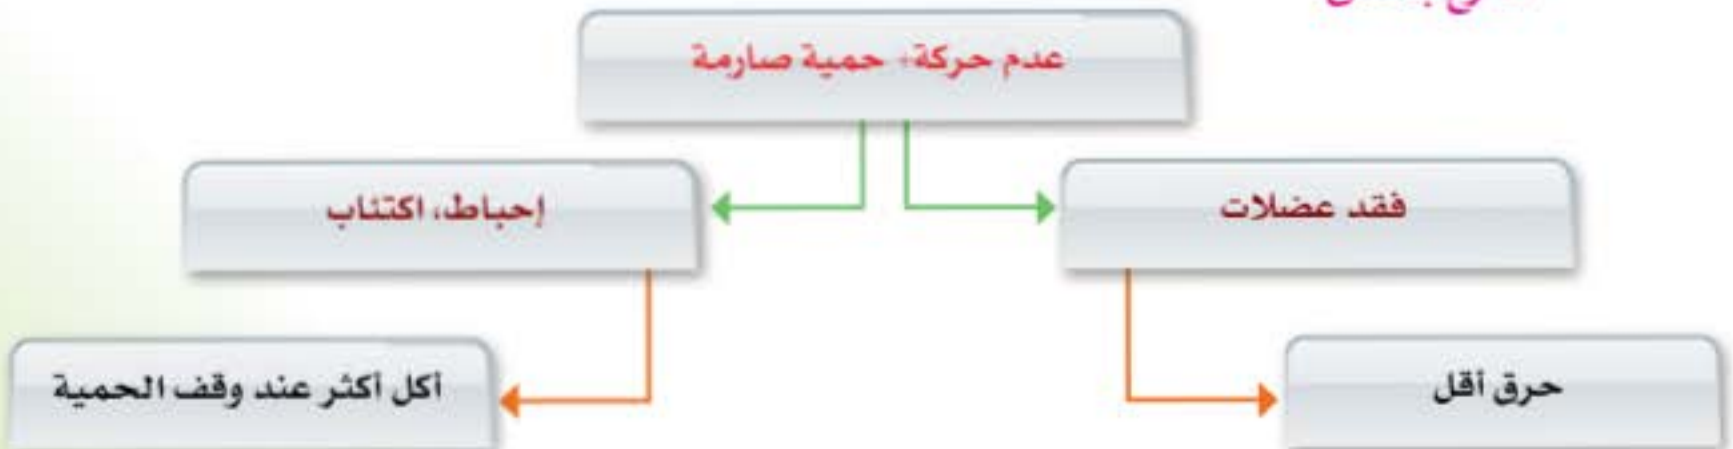 عدم حركة+ حمية صارمة
فقد عضلات
إحباط، اكتئاب
حرق أقل
أكل أكثر عند وقف الحمية